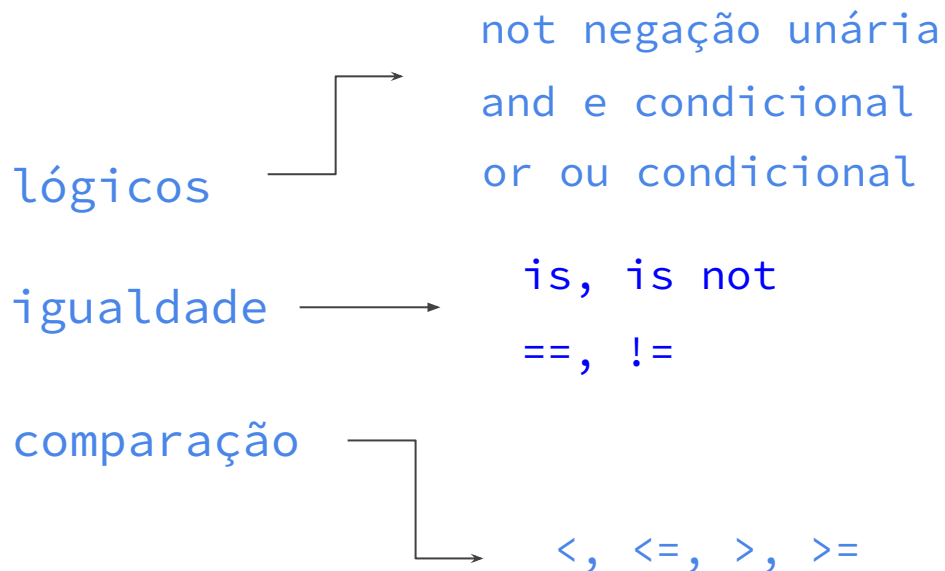 not negação unária
and e condicional
or ou condicional
lógicos
is, is not
igualdade
==, !=
comparação
<, <=, >, >=